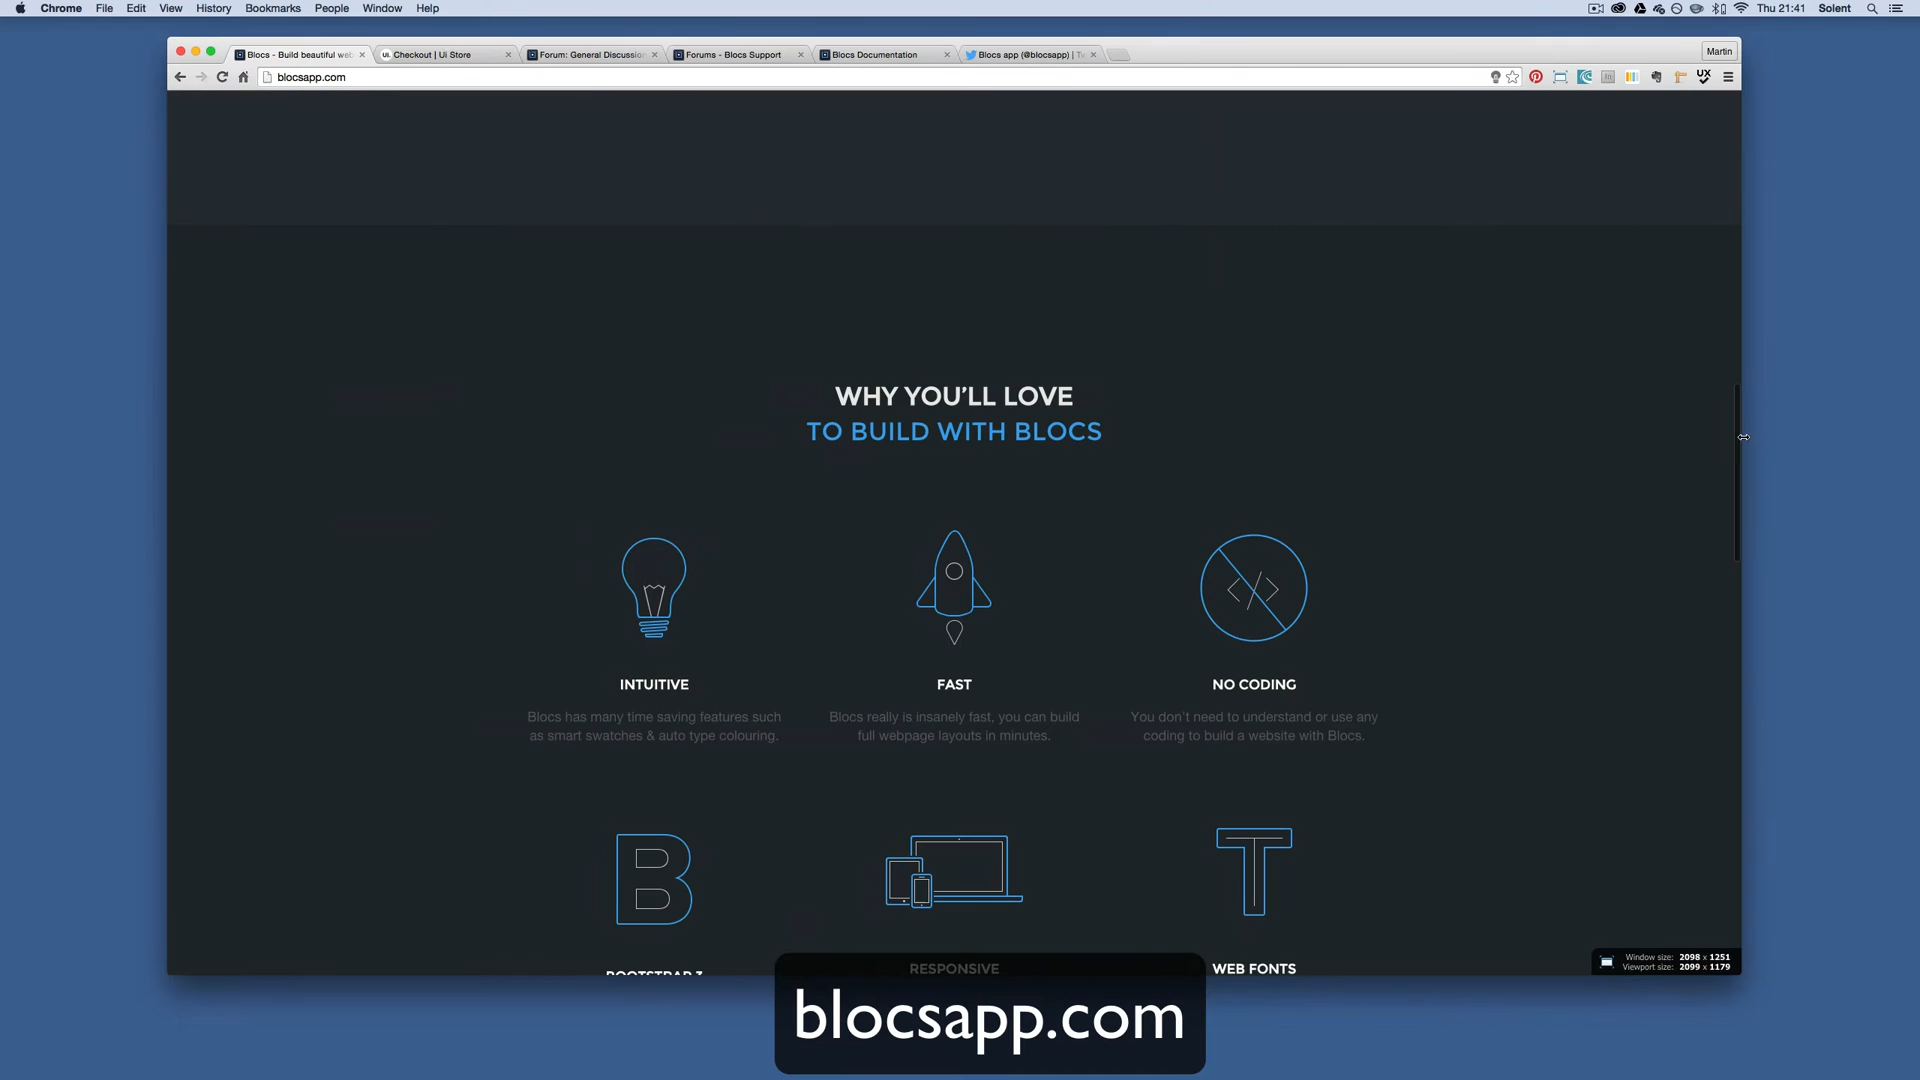 Chrome File Edit View History Bookmarks People Window Help
Thu 21:41 Solent
Blocs - Build beautiful web
Checkout | Ui Store
Forum: General Discussion
Forums - Blocs Support
Blocs Documentation
Blocs app (@blocsapp) | Tw
Martin
blocsapp.com
UX
WHY YOU'LL LOVE
TO BUILD WITH BLOCS
INTUITIVE
Blocs has many time saving features such
as smart swatches & auto type colouring.
FAST
Blocs really is insanely fast, you can build
full webpage layouts in minutes.
NO CODING
You don't need to understand or use any
coding to build a website with Blocs.
BOOTSTRAP 3
RESPONSIVE
WEB FONTS
Window size: 2098 x 1251
Viewport size: 2099 x 1179
blocsapp.com